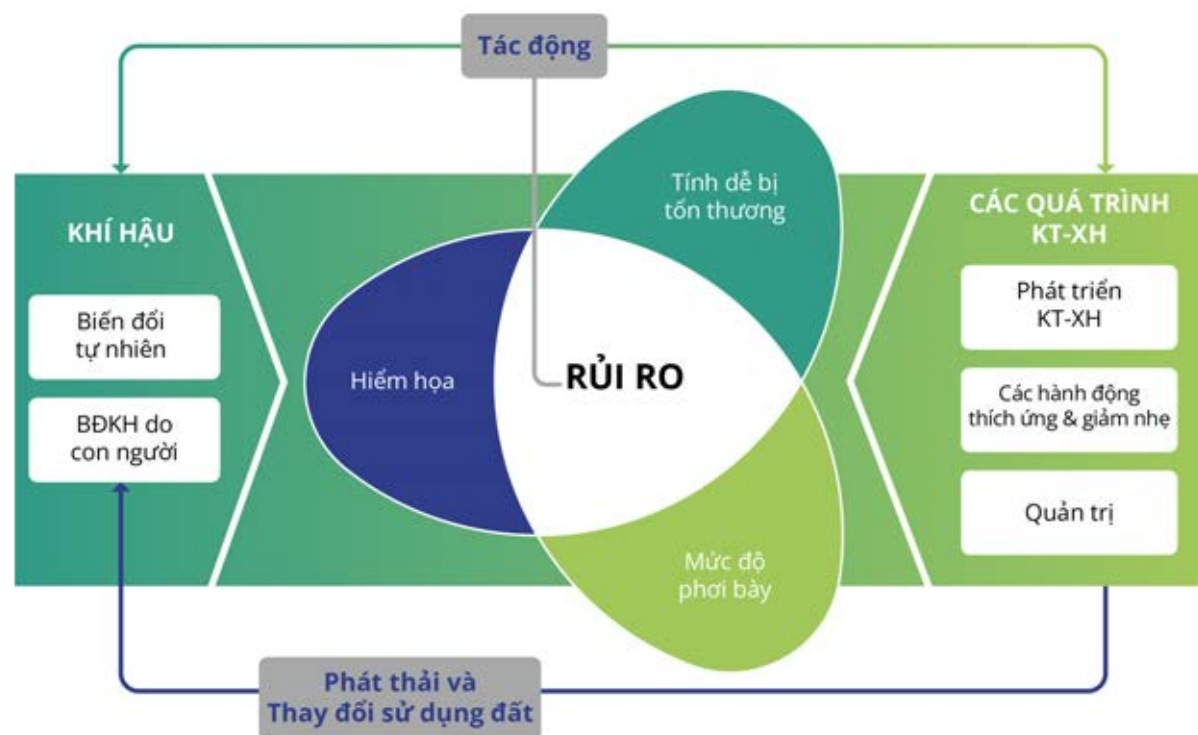 Tác động
KHÍ HẬU
Biến đổi
tự nhiên
BĐKH do
con người
Hiểm họa
Tính dễ bị
tổn thương
RỦI RO
Mức độ
phơi bày
CÁC QUÁ TRÌNH
KT-XH
Phát triển
KT-XH
Các hành động
thích ứng & giảm nhẹ
Quản trị
Phát thải và
Thay đổi sử dụng đất